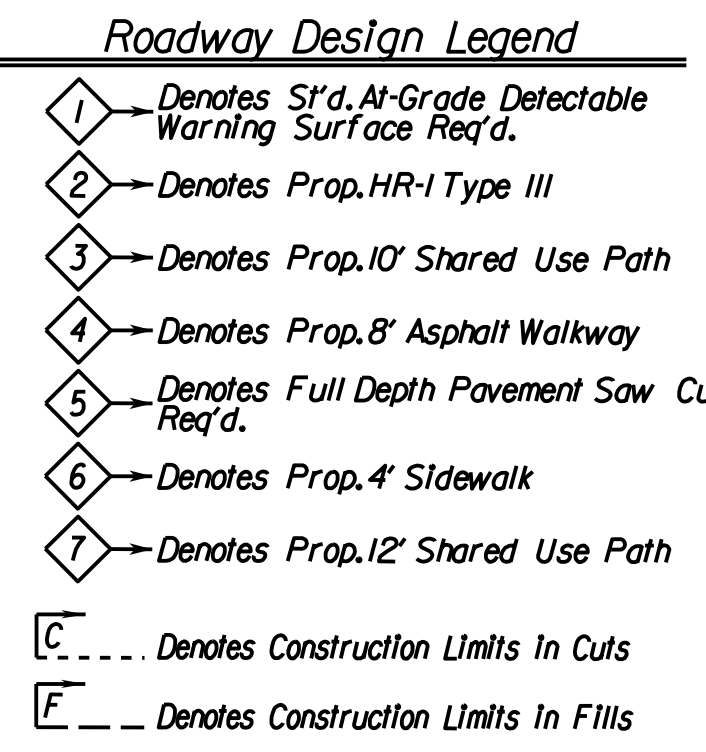 Roadway Design Legend
1 Denotes St'd. At-Grade Detectable
Warning Surface Req'd.
2 Denotes Prop. HR-1 Type III
3 Denotes Prop. 10' Shared Use Path
4 Denotes Prop. 8' Asphalt Walkway
5 Denotes Full Depth Pavement Saw
Req'd.
6 Denotes Prop. 4' Sidewalk
7 Denotes Prop. 12' Shared Use Path
C Denotes Construction Limits in Cuts
F Denotes Construction Limits in Fills